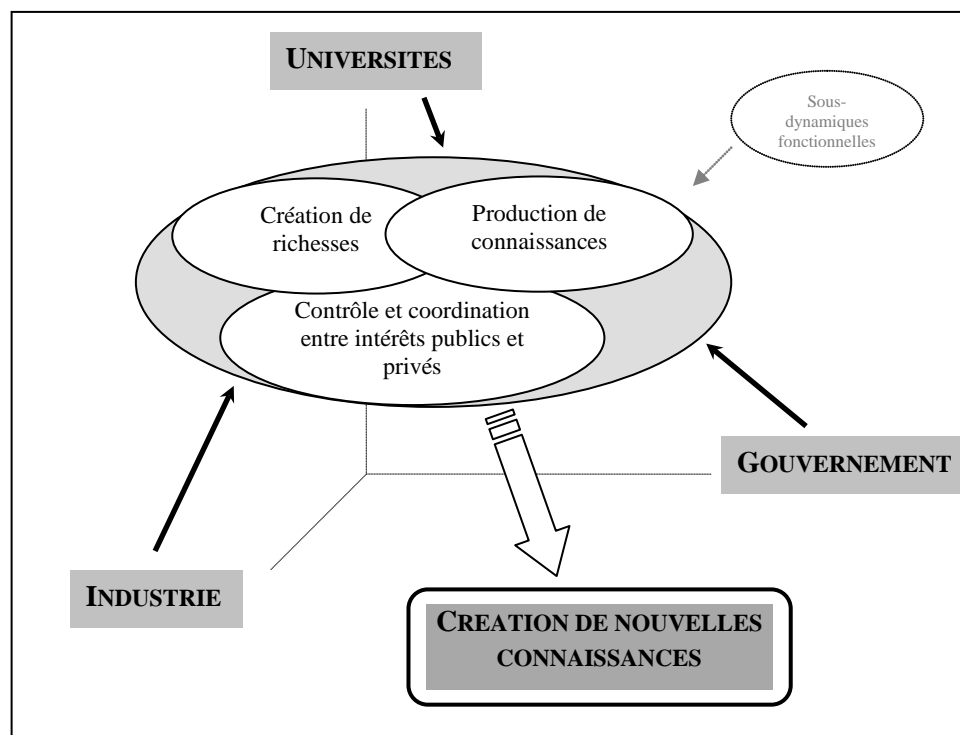 UNIVERSITES
Sous-
dynamiques
fonctionnelles
Création de
richesses
Production de
connaissances
Contrôle et coordination
entre intérêts publics et
privés
GOUVERNEMENT
INDUSTRIE
CREATION DE NOUVELLES
CONNAISSANCES